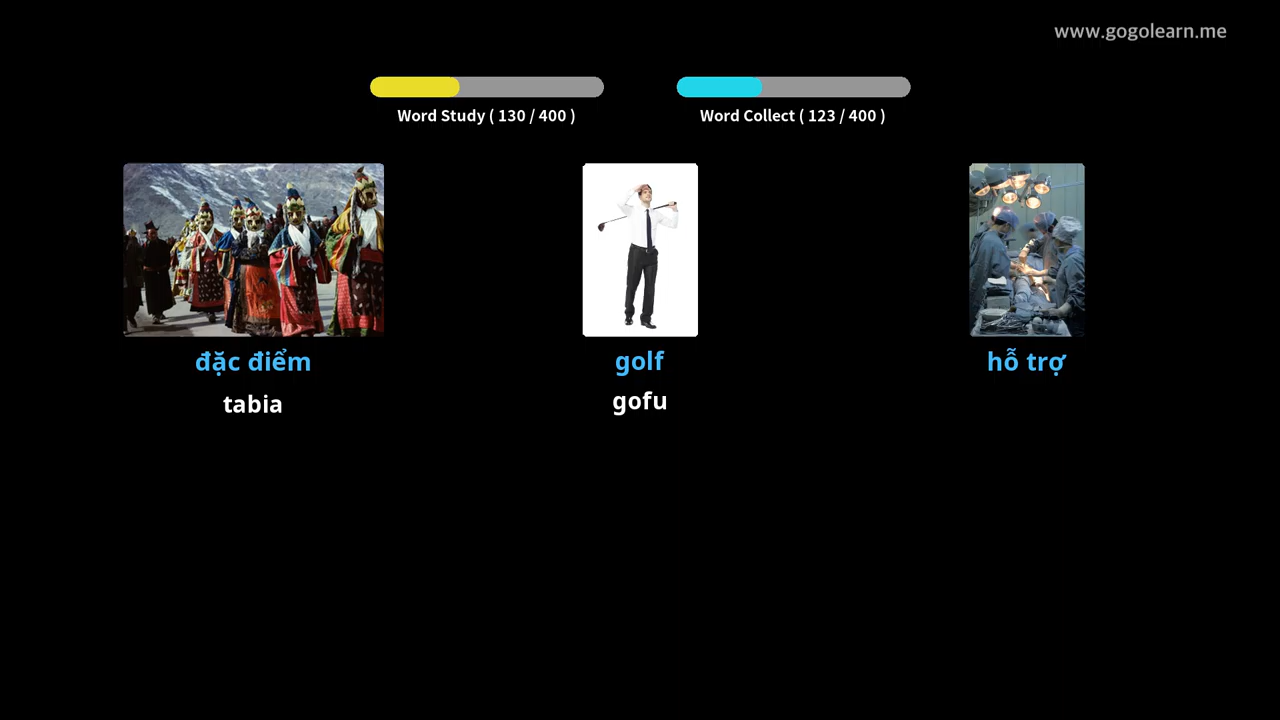 www.gogolearn.me
Word Study ( 130 / 400 )
Word Collect ( 123 / 400 )
đặc điểm
golf
hỗ trợ
tabia
gofu